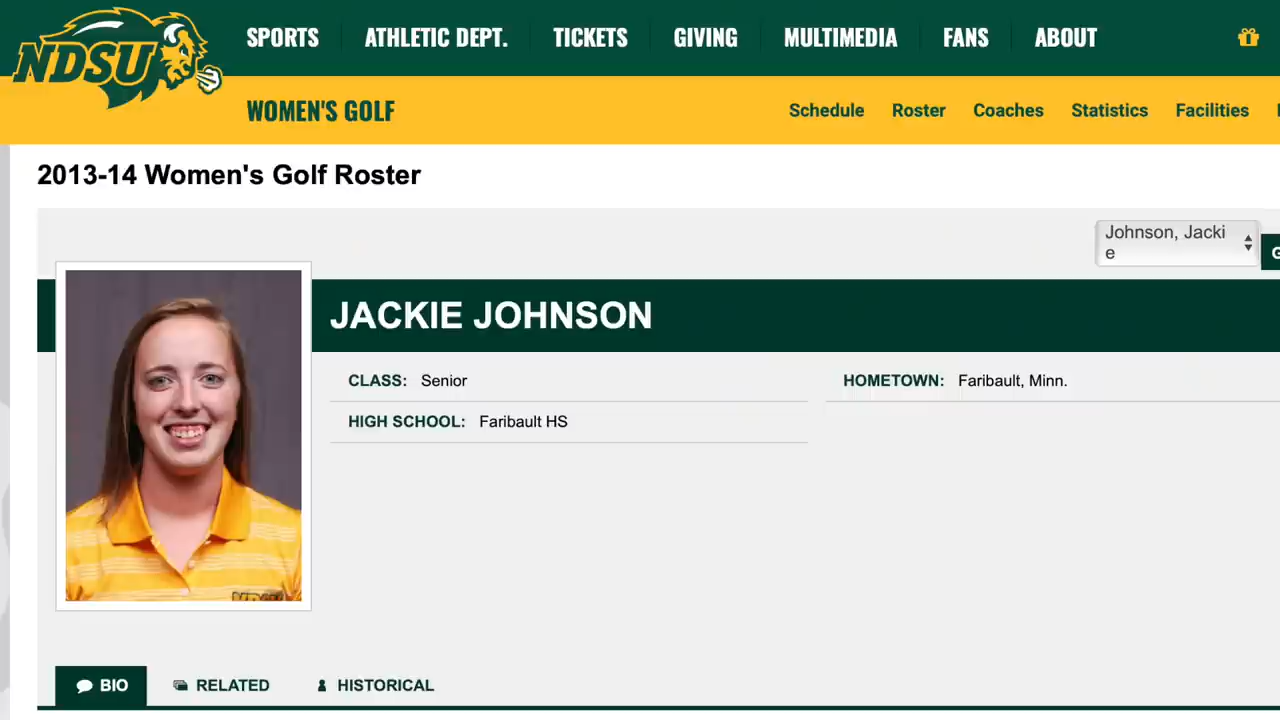 NDSU
SPORTS ATHLETIC DEPT. TICKETS GIVING MULTIMEDIA FANS ABOUT
WOMEN'S GOLF Schedule Roster Coaches Statistics Facilities
2013-14 Women's Golf Roster
Johnson, Jacki
e
G
JACKIE JOHNSON
CLASS: Senior HOMETOWN: Faribault, Minn.
HIGH SCHOOL: Faribault HS
NDSU
BIO RELATED HISTORICAL